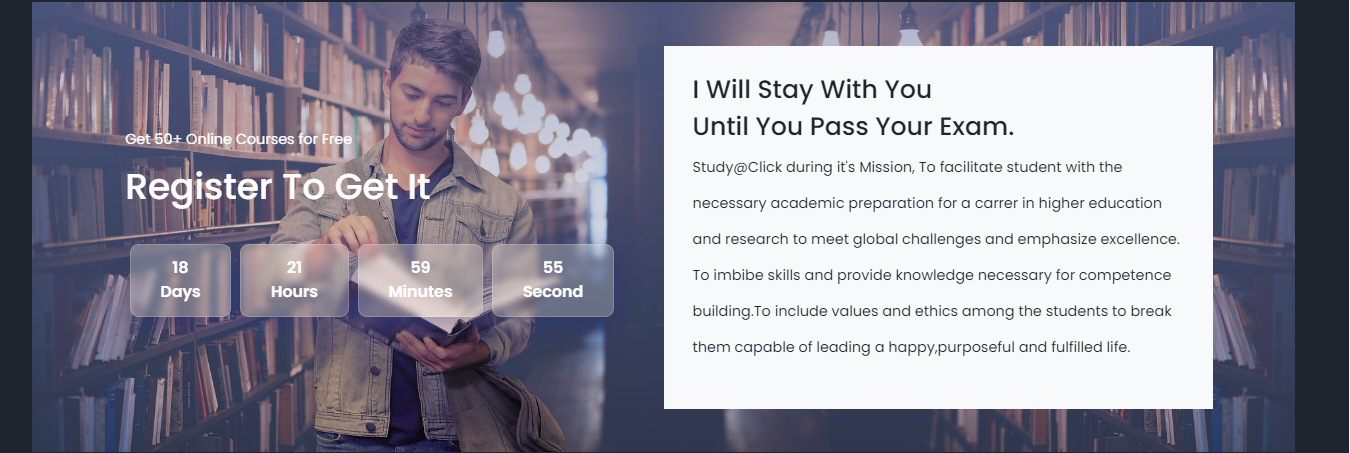 Get 50+ Online Courses for Free
Register To Get It
18 21 59 55
Days Hours Minutes Second
I Will Stay With You
Until You Pass Your Exam.
Study@Click during it's Mission, To facilitate student with the
necessary academic preparation for a carrer in higher education
and research to meet global challenges and emphasize excellence.
To imbibe skills and provide knowledge necessary for competence
building.To include values and ethics among the students to break
them capable of leading a happy,purposeful and fulfilled life.